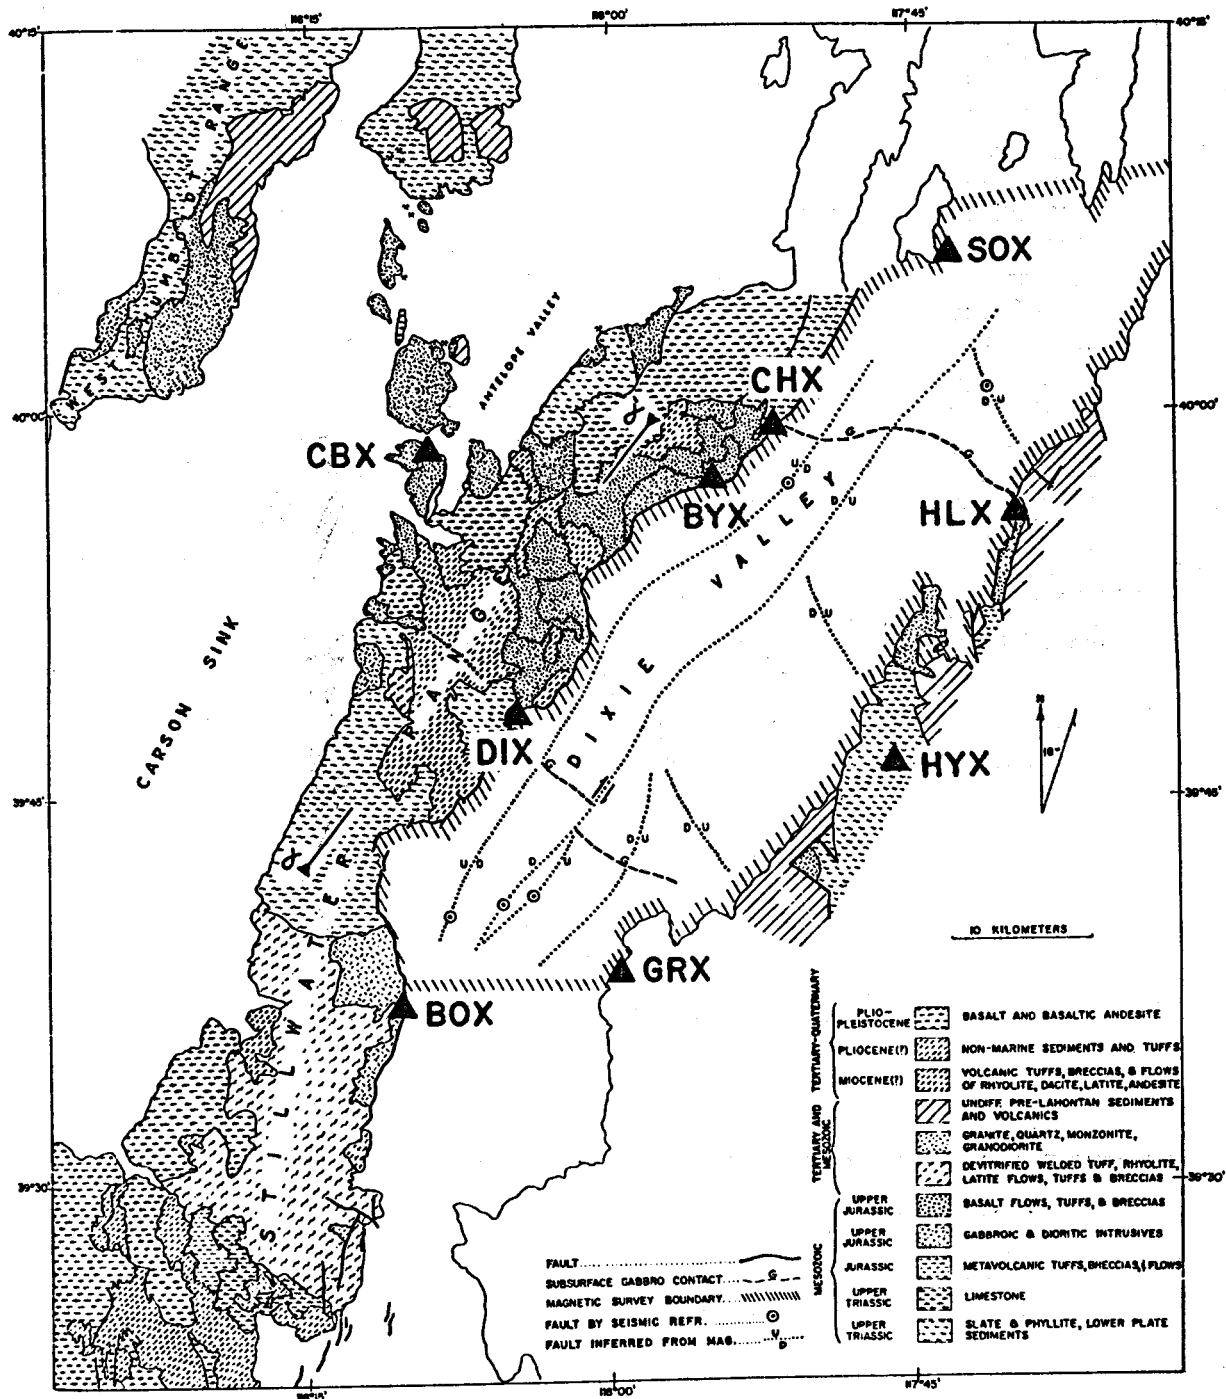 118°15' 118°00' 117°45'
40°15' 40°15'
WEST HUMBOLDT RANGE
SOX
ANTELOPE VALLEY
CHX
40°00' 40°00'
CBX
BYX
HLX
G
G
U D
D U
D-U
D-U
DIXIE VALLEY
CARSON SINK
STILLWATER RANGE
DIX
HYX
N
16°
39°45' 39°45'
G
D-U
D-U
U D
D U
G
10 KILOMETERS
GRX
BOX
39°30' 39°30'
TERTIARY-QUATERNARY
PLIO-PLEISTOCENE BASALT AND BASALTIC ANDESITE
PLIOCENE(?) NON-MARINE SEDIMENTS AND TUFFS
MIOCENE(?) VOLCANIC TUFFS, BRECCIAS, & FLOWS
OF RHYOLITE, DACITE, LATITE, ANDESITE
TERTIARY AND MESOZOIC
UNDIFF. PRE-LAHONTAN SEDIMENTS
AND VOLCANICS
GRANITE, QUARTZ, MONZONITE,
GRANODIORITE
DEVITRIFIED WELDED TUFF, RHYOLITE,
LATITE FLOWS, TUFFS & BRECCIAS
MESOZOIC
UPPER JURASSIC BASALT FLOWS, TUFFS, & BRECCIAS
UPPER JURASSIC GABBROIC & DIORITIC INTRUSIVES
JURASSIC METAVOLCANIC TUFFS, BRECCIAS, & FLOWS
UPPER TRIASSIC LIMESTONE
UPPER TRIASSIC SLATE & PHYLLITE, LOWER PLATE
SEDIMENTS
FAULT
SUBSURFACE GABBRO CONTACT G
MAGNETIC SURVEY BOUNDARY
FAULT BY SEISMIC REFR.
FAULT INFERRED FROM MAG. U D
118°15' 118°00' 117°45'